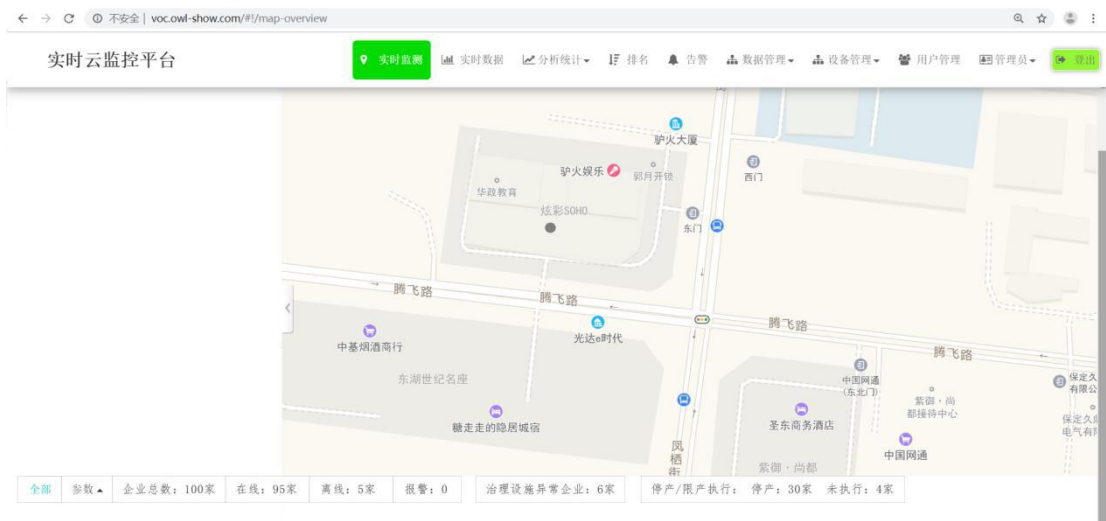 不安全 | voc.owl-show.com/#!/map-overview
实时云监控平台
实时监测 实时数据 分析统计 排名 告警 数据管理 设备管理 用户管理 管理员 登出
驴火大厦
驴火娱乐
郭月开锁
西门
华政教育
炫彩SOHO
东门
腾飞路
腾飞路
腾飞路
光达e时代
中基烟酒商行
腾飞路
东湖世纪名座
中国网通
(东北门)
紫御·尚
都接待中心
保定久
有限公
糖走走的隐居城宿
圣东商务酒店
保定久
电气有限
凤栖街
中国网通
紫御·尚都
全部 参数 企业总数：100家 在线：95家 离线：5家 报警：0 治理设施异常企业：6家 停产/限产执行： 停产：30家 未执行：4家